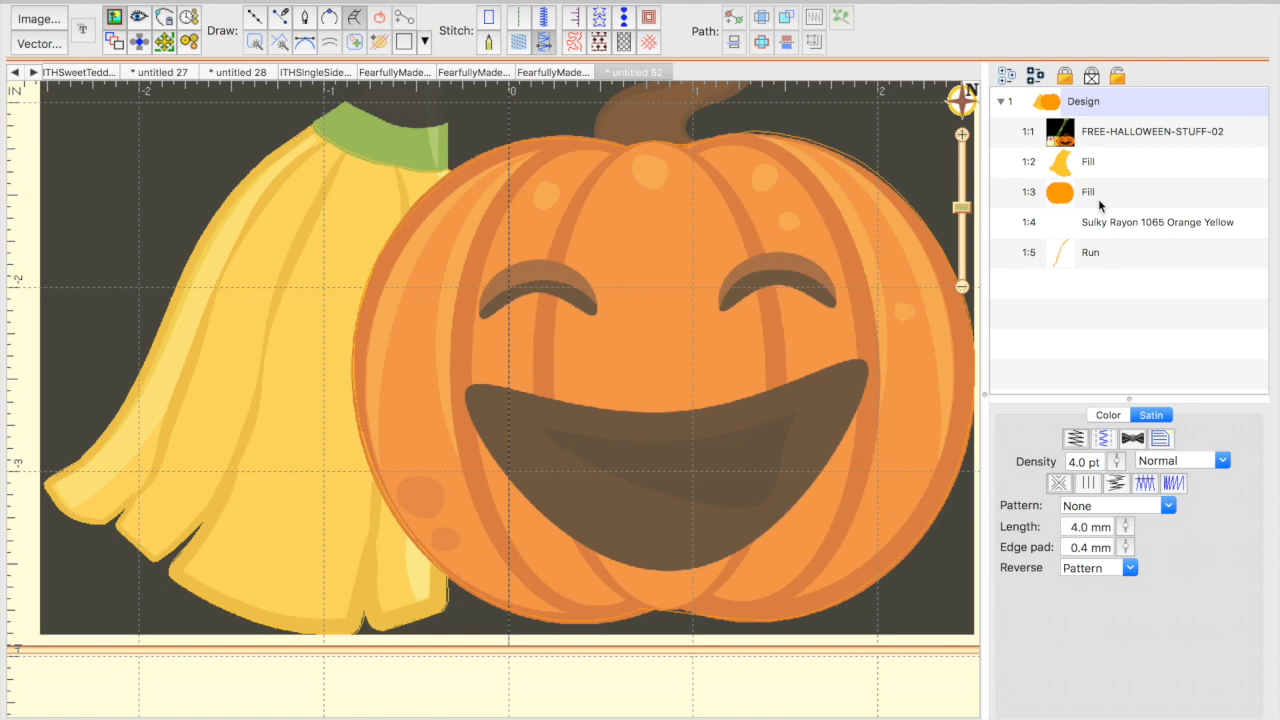 Image...
Vector...
T
Draw:
Stitch:
Path:
ITHSweetTedd...
* untitled 27
* untitled 28
ITHSIngleSide...
FearfullyMade...
FearfullyMade...
FearfullyMade...
* untitled 52
IN
-2
-1
0
1
2
N
-2
-3
1
Design
1:1
FREE-HALLOWEEN-STUFF-02
1:2
Fill
1:3
Fill
1:4
Sulky Rayon 1065 Orange Yellow
1:5
Run
Color
Satin
Density
4.0 pt
Normal
Pattern:
None
Length:
4.0 mm
Edge pad:
0.4 mm
Reverse
Pattern